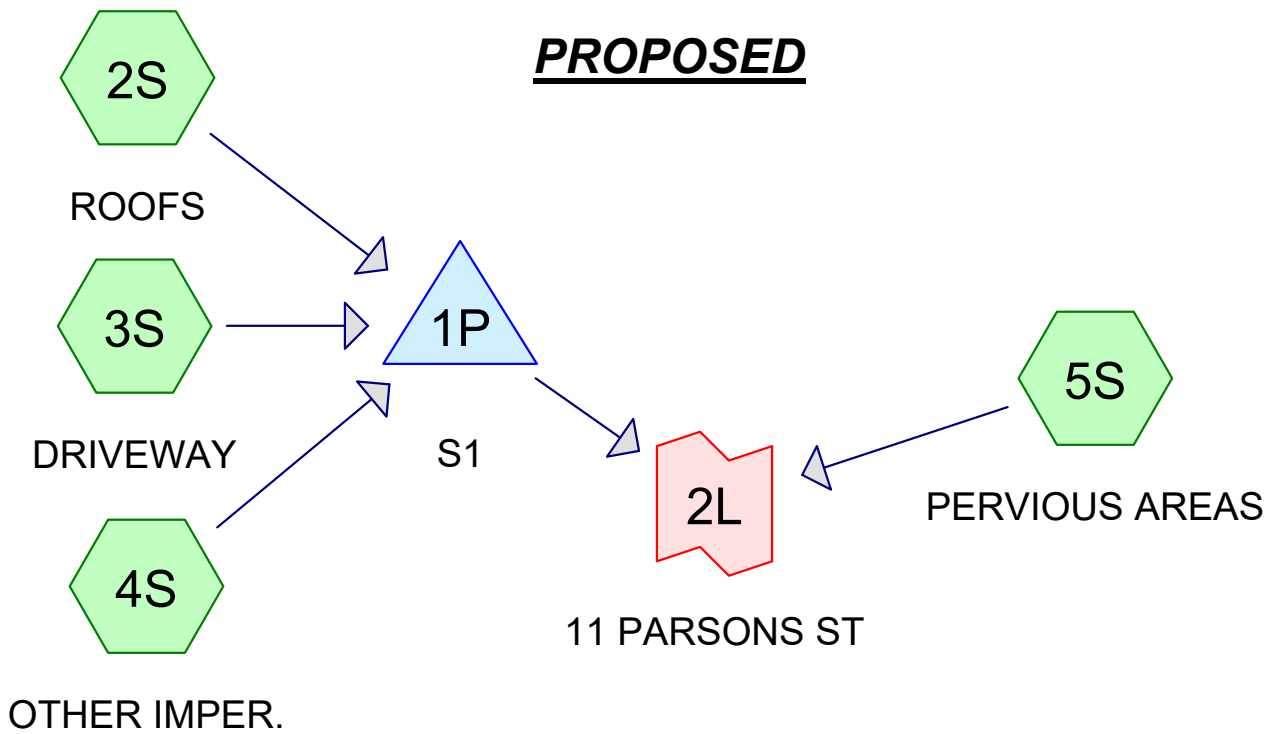 PROPOSED
2S
ROOFS
3S
DRIVEWAY
4S
OTHER IMPER.
1P
S1
2L
11 PARSONS ST
5S
PERVIOUS AREAS